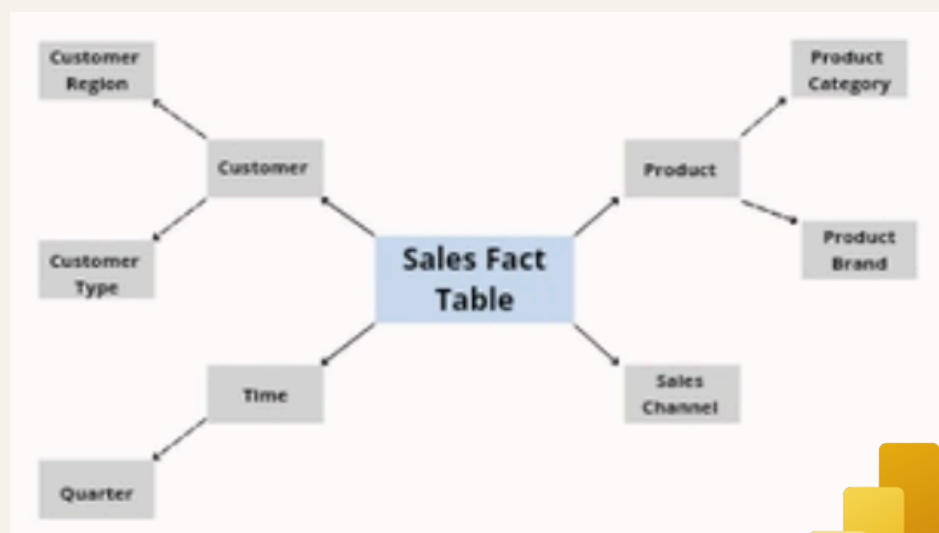 Customer
Region
Product
Category
Customer
Product
Customer
Type
Sales Fact
Table
Product
Brand
Time
Sales
Channel
Quarter